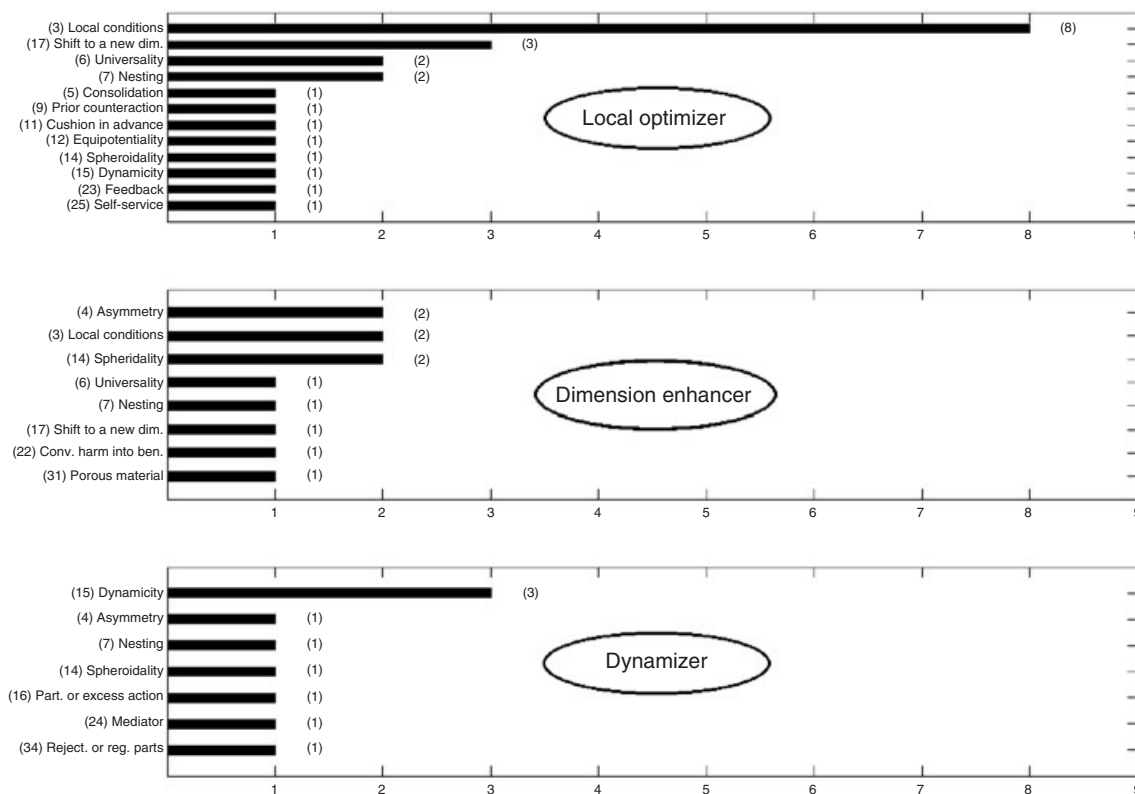 (3) Local conditions (8)
(17) Shift to a new dim. (3)
(6) Universality (2)
(7) Nesting (2)
(5) Consolidation (1)
(9) Prior counteraction (1)
(11) Cushion in advance (1)
Local optimizer
(12) Equipotentiality (1)
(14) Spheroidality (1)
(15) Dynamicity (1)
(23) Feedback (1)
(25) Self-service (1)
1 2 3 4 5 6 7 8 9
(4) Asymmetry (2)
(3) Local conditions (2)
(14) Spheridality (2)
(6) Universality (1)
Dimension enhancer
(7) Nesting (1)
(17) Shift to a new dim. (1)
(22) Conv. harm into ben. (1)
(31) Porous material (1)
1 2 3 4 5 6 7 8 9
(15) Dynamicity (3)
(4) Asymmetry (1)
(7) Nesting (1)
Dynamizer
(14) Spheroidality (1)
(16) Part. or excess action (1)
(24) Mediator (1)
(34) Reject. or reg. parts (1)
1 2 3 4 5 6 7 8 9